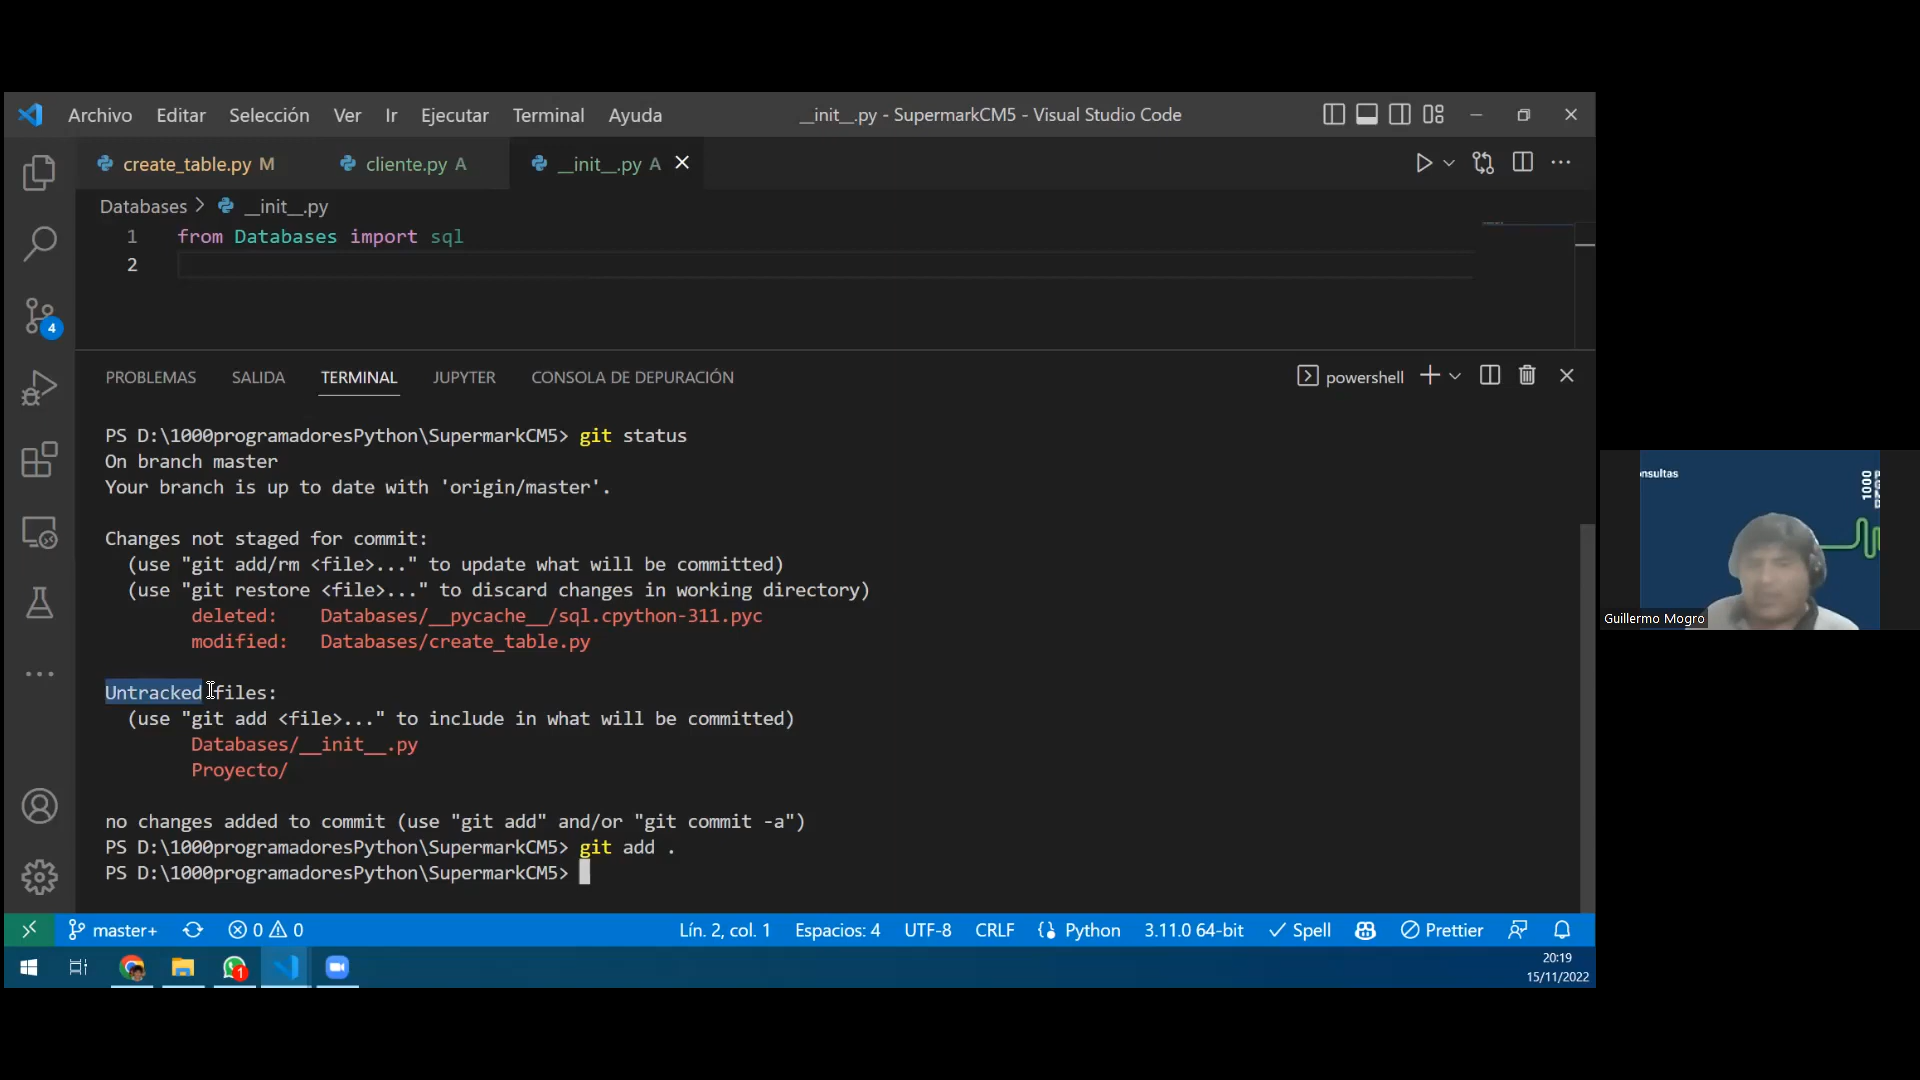 Archivo Editar Selección Ver Ir Ejecutar Terminal Ayuda __init__.py - SupermarkCM5 - Visual Studio Code
create_table.py M cliente.py A __init__.py A
Databases > __init__.py
1 from Databases import sql
2
4
PROBLEMAS SALIDA TERMINAL JUPYTER CONSOLA DE DEPURACIÓN powershell
PS D:\1000programadoresPython\SupermarkCM5> git status
On branch master
Your branch is up to date with 'origin/master'.
Changes not staged for commit:
(use "git add/rm <file>..." to update what will be committed)
(use "git restore <file>..." to discard changes in working directory)
deleted: Databases/__pycache__/sql.cpython-311.pyc
modified: Databases/create_table.py
Untracked files:
(use "git add <file>..." to include in what will be committed)
Databases/__init__.py
Proyecto/
no changes added to commit (use "git add" and/or "git commit -a")
PS D:\1000programadoresPython\SupermarkCM5> git add .
PS D:\1000programadoresPython\SupermarkCM5>
master+ 0 0 Lín. 2, col. 1 Espacios: 4 UTF-8 CRLF Python 3.11.0 64-bit Spell Prettier
1
20:19
15/11/2022
nsultas
1000
Guillermo Mogro